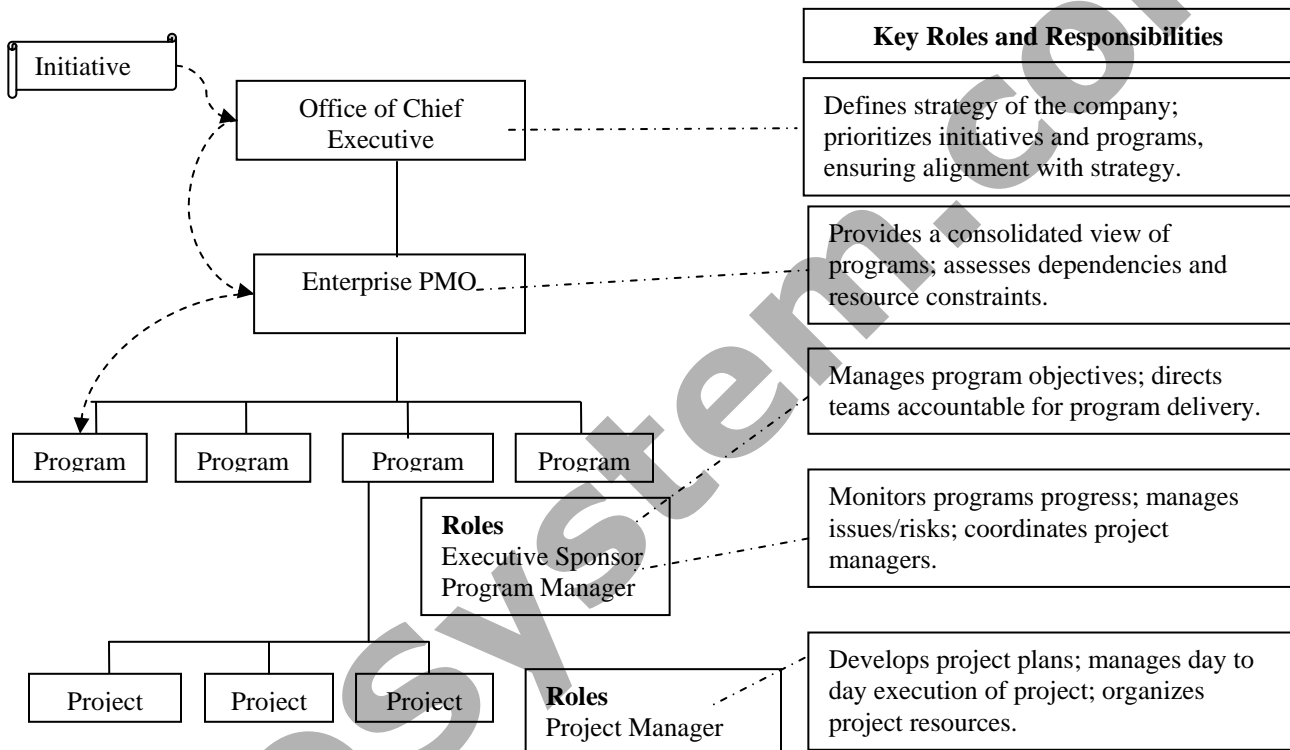 Key Roles and Responsibilities
Initiative
Office of Chief
Executive
Defines strategy of the company;
prioritizes initiatives and programs,
ensuring alignment with strategy.
Enterprise PMO
Provides a consolidated view of
programs; assesses dependencies and
resource constraints.
Manages program objectives; directs
teams accountable for program delivery.
Program
Program
Program
Program
Roles
Executive Sponsor
Program Manager
Monitors programs progress; manages
issues/risks; coordinates project
managers.
Project
Project
Project
Roles
Project Manager
Develops project plans; manages day to
day execution of project; organizes
project resources.
system.com